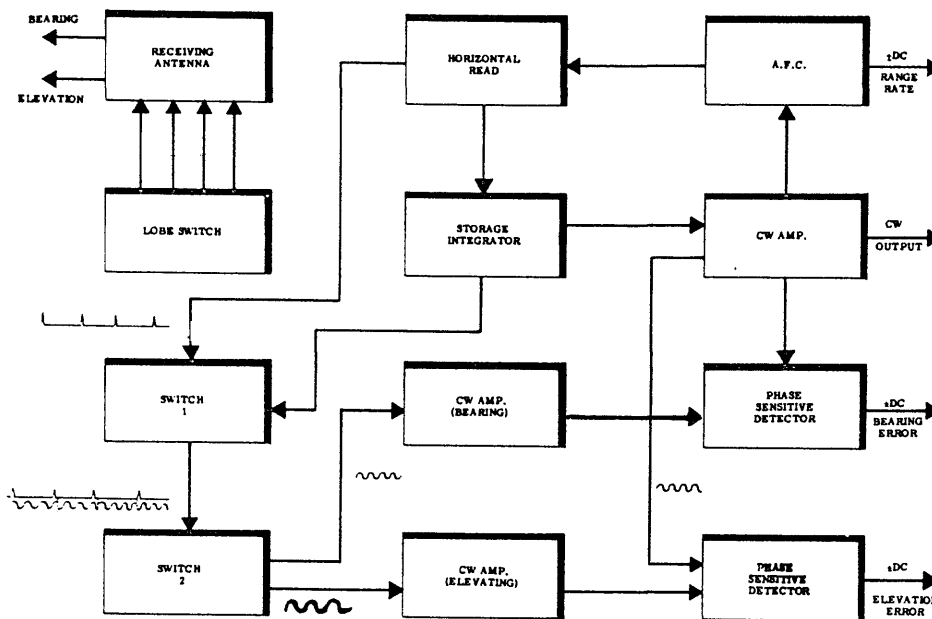 BEARING
RECEIVING
ANTENNA
ELEVATION
HORIZONTAL
READ
A.F.C.
±DC
RANGE
RATE
LOBE SWITCH
STORAGE
INTEGRATOR
CW AMP.
CW
OUTPUT
SWITCH
1
CW AMP.
(BEARING)
PHASE
SENSITIVE
DETECTOR
±DC
BEARING
ERROR
SWITCH
2
CW AMP.
(ELEVATING)
PHASE
SENSITIVE
DETECTOR
±DC
ELEVATION
ERROR